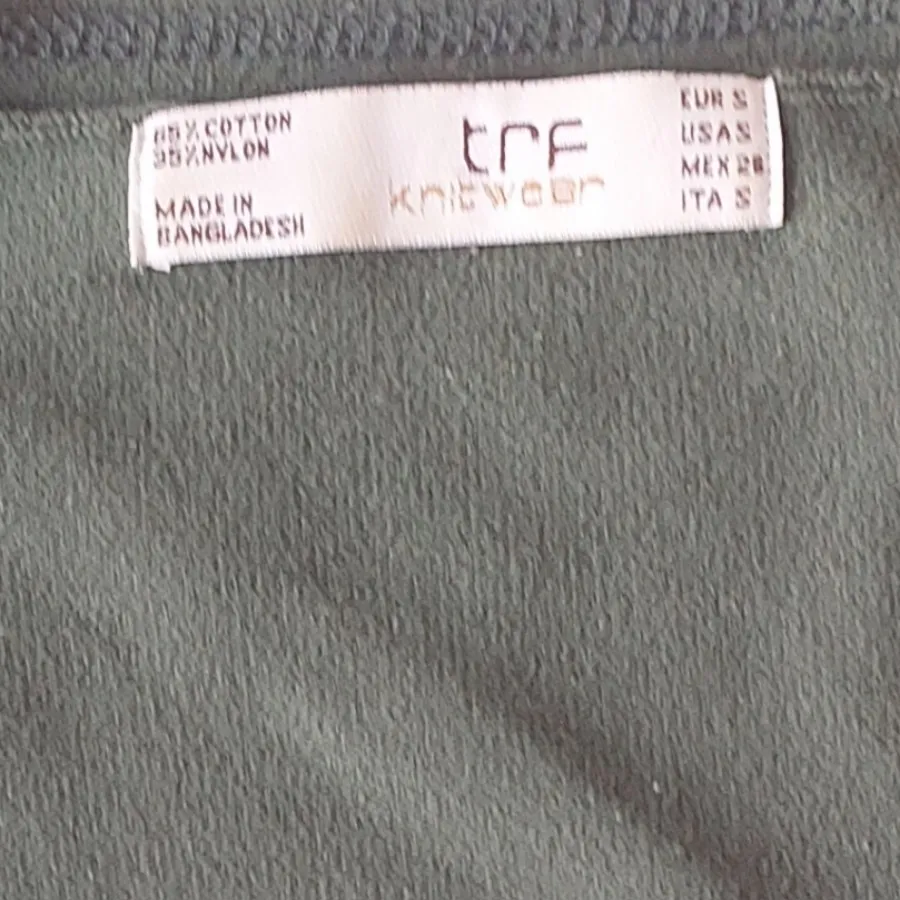 65% COTTON
35% NYLON
MADE IN
BANGLADESH
trf
knitwear
EUR S
USA S
MEX 26
ITA S